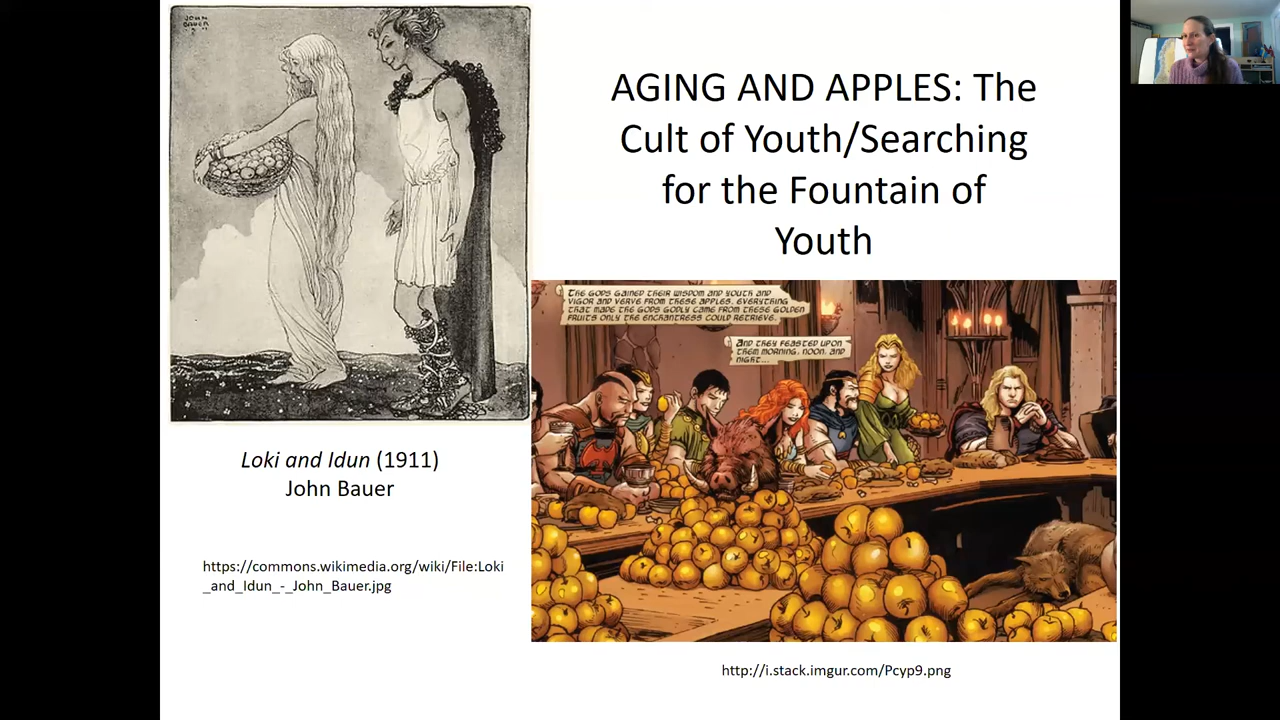 JOHN
BAUER
AGING AND APPLES: The
Cult of Youth/Searching
for the Fountain of
Youth
THE GODS GAINED THEIR WISDOM AND YOUTH AND
VIGOR AND VERVE FROM THESE APPLES. EVERYTHING
THAT MADE THE GODS GODLY CAME FROM THESE GOLDEN
FRUITS ONLY THE ENCHANTRESS COULD RETRIEVE.
AND THEY FEASTED UPON
THEM MORNING, NOON, AND
NIGHT...
Loki and Idun (1911)
John Bauer
https://commons.wikimedia.org/wiki/File:Loki
_and_Idun_-_John_Bauer.jpg
http://i.stack.imgur.com/Pcyp9.png